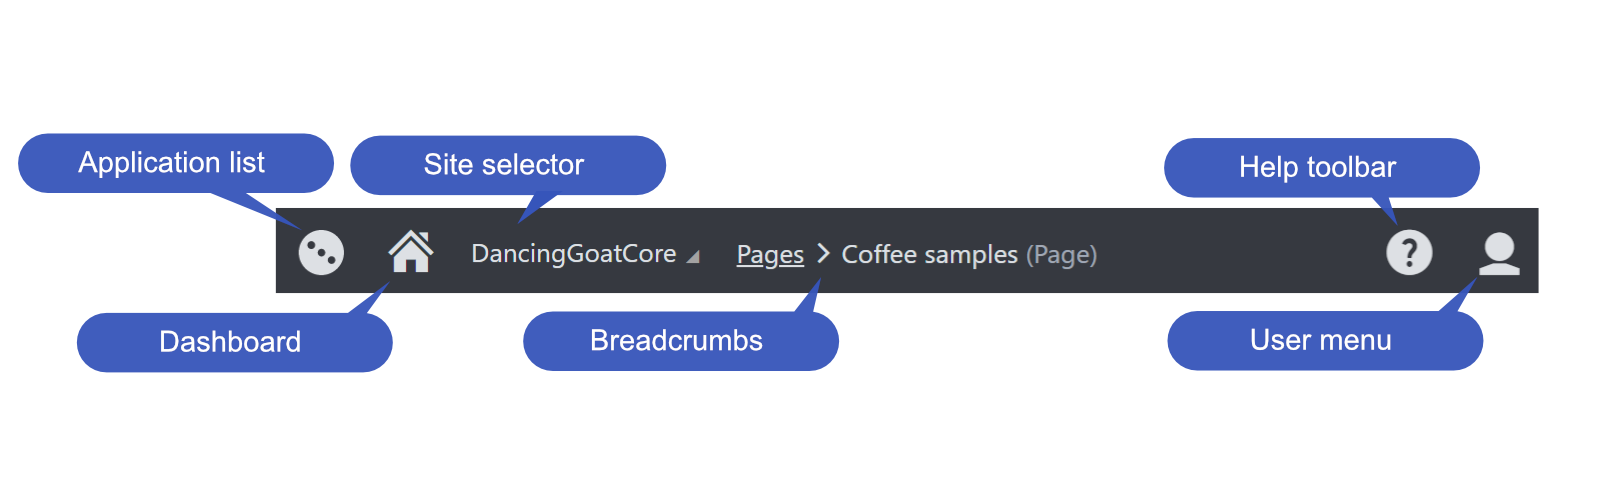 Application list
Site selector
Help toolbar
DancingGoatCore
Pages > Coffee samples (Page)
?
Dashboard
Breadcrumbs
User menu